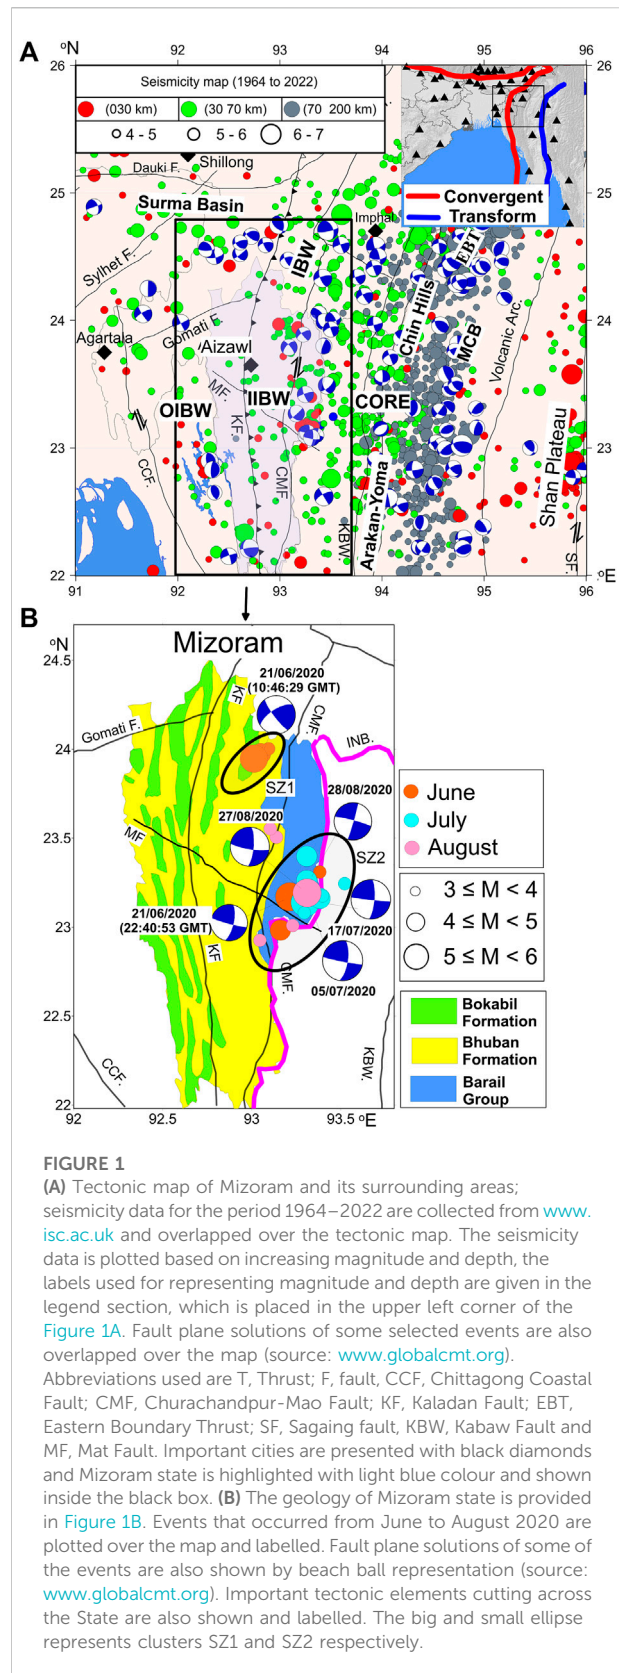 A
°N
92
93
94
95
96
26
Seismicity map (1964 to 2022)
(030 km)
(30 70 km)
(70 200 km)
4 - 5
5 - 6
6 - 7
Convergent
Transform
Dauki F.
Shillong
25
25
Surma Basin
Imphal
Sylhet F.
IBW
EBT
Chin Hills
24
24
Gomati F.
Agartala
Aizawl
MCB
Volcanic Arc.
MF.
KF
IIBW
OIBW
CORE
CMF
CCF.
Shan Plateau
23
23
Arakan-Yoma
KBW
SF.
22
22
91
92
93
94
95
°E
B
°N
Mizoram
24.5
21/06/2020
(10:46:29 GMT)
KF
CMF.
Gomati F.
INB.
24
SZ1
28/08/2020
27/08/2020
June
July
August
23.5
MF
SZ2
3 ≤ M < 4
4 ≤ M < 5
5 ≤ M < 6
21/06/2020
(22:40:53 GMT)
23
17/07/2020
KF
CMF.
05/07/2020
22.5
Bokabil
Formation
Bhuban
Formation
Barail
Group
CCF.
KBW.
22
92
92.5
93
93.5
°E
FIGURE 1
(A) Tectonic map of Mizoram and its surrounding areas;
seismicity data for the period 1964–2022 are collected from www.
isc.ac.uk and overlapped over the tectonic map. The seismicity
data is plotted based on increasing magnitude and depth, the
labels used for representing magnitude and depth are given in the
legend section, which is placed in the upper left corner of the
Figure 1A. Fault plane solutions of some selected events are also
overlapped over the map (source: www.globalcmt.org).
Abbreviations used are T, Thrust; F, fault, CCF, Chittagong Coastal
Fault; CMF, Churachandpur-Mao Fault; KF, Kaladan Fault; EBT,
Eastern Boundary Thrust; SF, Sagaing fault, KBW, Kabaw Fault and
MF, Mat Fault. Important cities are presented with black diamonds
and Mizoram state is highlighted with light blue colour and shown
inside the black box. (B) The geology of Mizoram state is provided
in Figure 1B. Events that occurred from June to August 2020 are
plotted over the map and labelled. Fault plane solutions of some of
the events are also shown by beach ball representation (source:
www.globalcmt.org). Important tectonic elements cutting across
the State are also shown and labelled. The big and small ellipse
represents clusters SZ1 and SZ2 respectively.